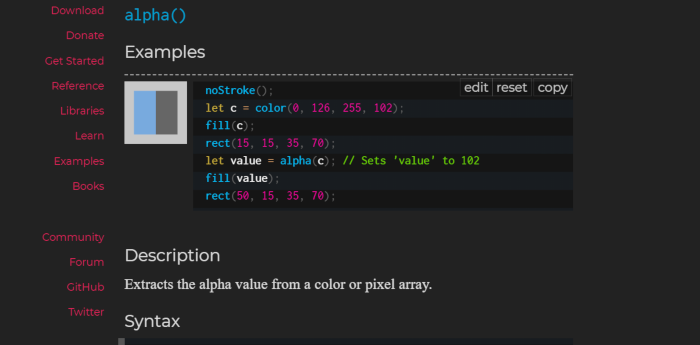 Download
Donate
Get Started
Reference
Libraries
Learn
Examples
Books
Community
Forum
GitHub
Twitter
alpha()
Examples
edit reset copy
noStroke();
let c = color(0, 126, 255, 102);
fill(c);
rect(15, 15, 35, 70);
let value = alpha(c); // Sets 'value' to 102
fill(value);
rect(50, 15, 35, 70);
Description
Extracts the alpha value from a color or pixel array.
Syntax